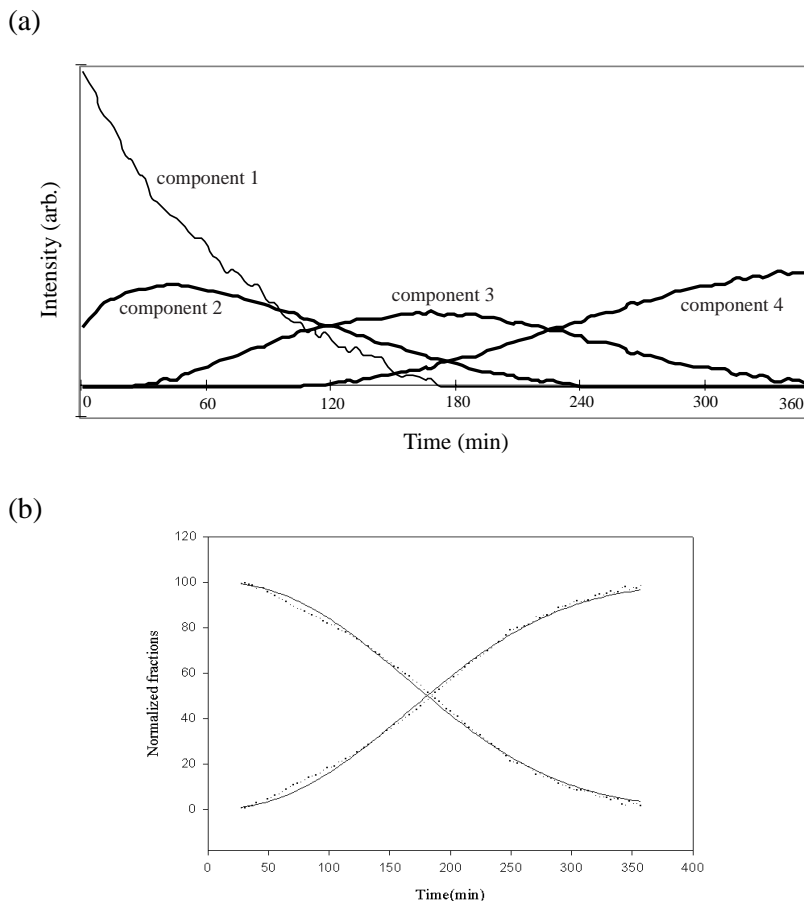 (a)
Intensity (arb.)
component 1
component 2
component 3
component 4
0 60 120 180 240 300 360
Time (min)
(b)
Normalized fractions
120
100
80
60
40
20
0
0 50 100 150 200 250 300 350 400
Time(min)